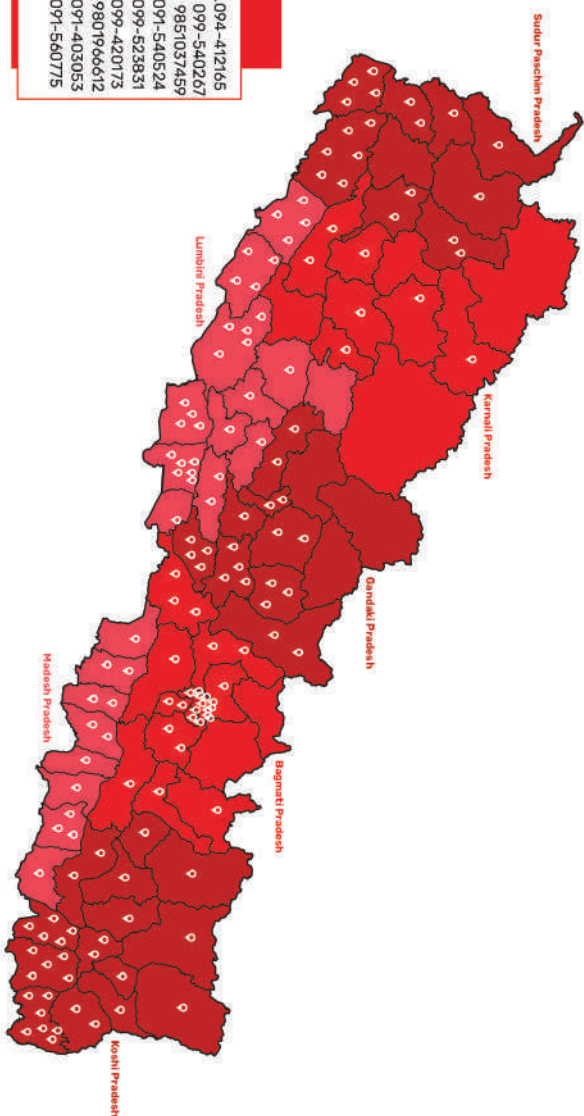 .094-412165
099-540267
9851037459
091-540524
099-523831
099-420173
9801966612
091-403053
091-560775
Sudur Paschim Pradesh
Karnali Pradesh
Lumbini Pradesh
Gandaki Pradesh
Bagmati Pradesh
Madesh Pradesh
Koshi Pradesh